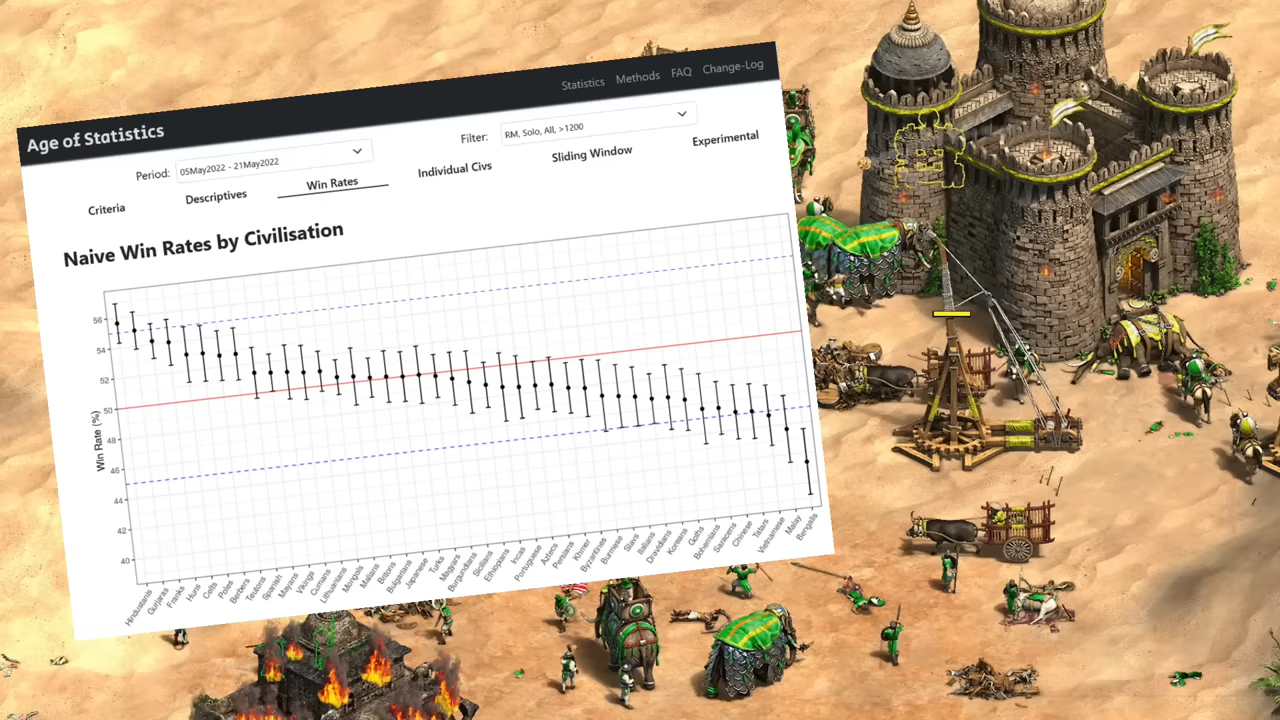 Age of Statistics
Statistics Methods FAQ Change-Log
Period: 05May2022 - 21May2022
Filter: RM, Solo, All, >1200
Criteria Descriptives Win Rates Individual Civs Sliding Window Experimental
Naive Win Rates by Civilisation
Win Rate (%)
56
54
52
50
48
46
44
42
40
Hindustanis
Gurjaras
Franks
Huns
Celts
Poles
Berbers
Teutons
Spanish
Mayans
Vikings
Cumans
Lithuanians
Mongols
Malians
Britons
Bulgarians
Japanese
Turks
Magyars
Burgundians
Sicilians
Ethiopians
Incas
Portuguese
Aztecs
Persians
Khmer
Byzantines
Burmese
Slavs
Italians
Dravidians
Koreans
Goths
Bohemians
Saracens
Chinese
Tatars
Vietnamese
Malay
Bengalis